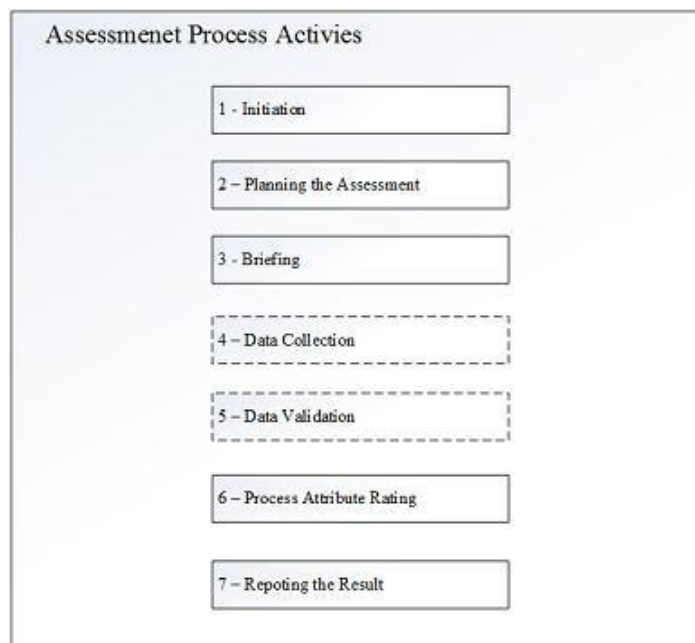 Assessmenet Process Activies
1 - Initiation
2 – Planning the Assessment
3 - Briefing
4 – Data Collection
5 – Data Validation
6 – Process Attribute Rating
7 – Repoting the Result